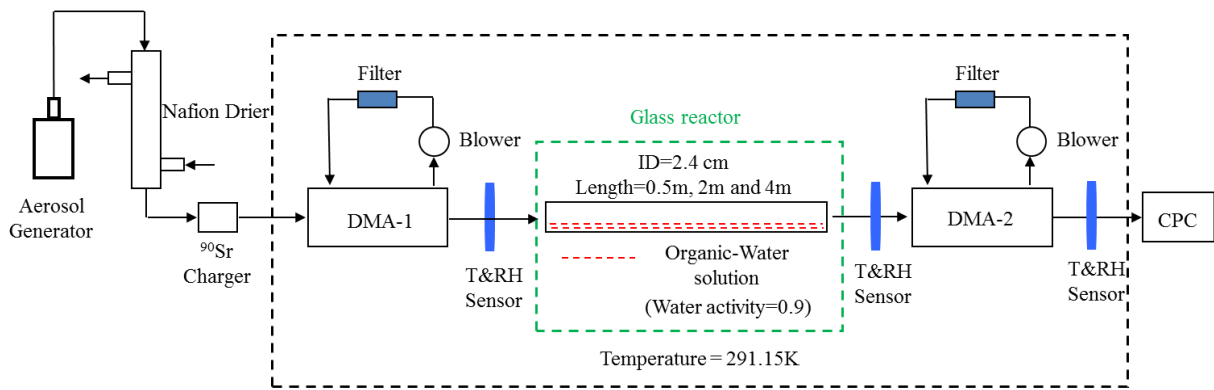 Aerosol
Generator
Nafion Drier
⁹⁰Sr
Charger
Filter
Blower
DMA-1
T&RH
Sensor
Glass reactor
ID=2.4 cm
Length=0.5m, 2m and 4m
Organic-Water
solution
(Water activity=0.9)
T&RH
Sensor
Filter
Blower
DMA-2
T&RH
Sensor
CPC
Temperature = 291.15K